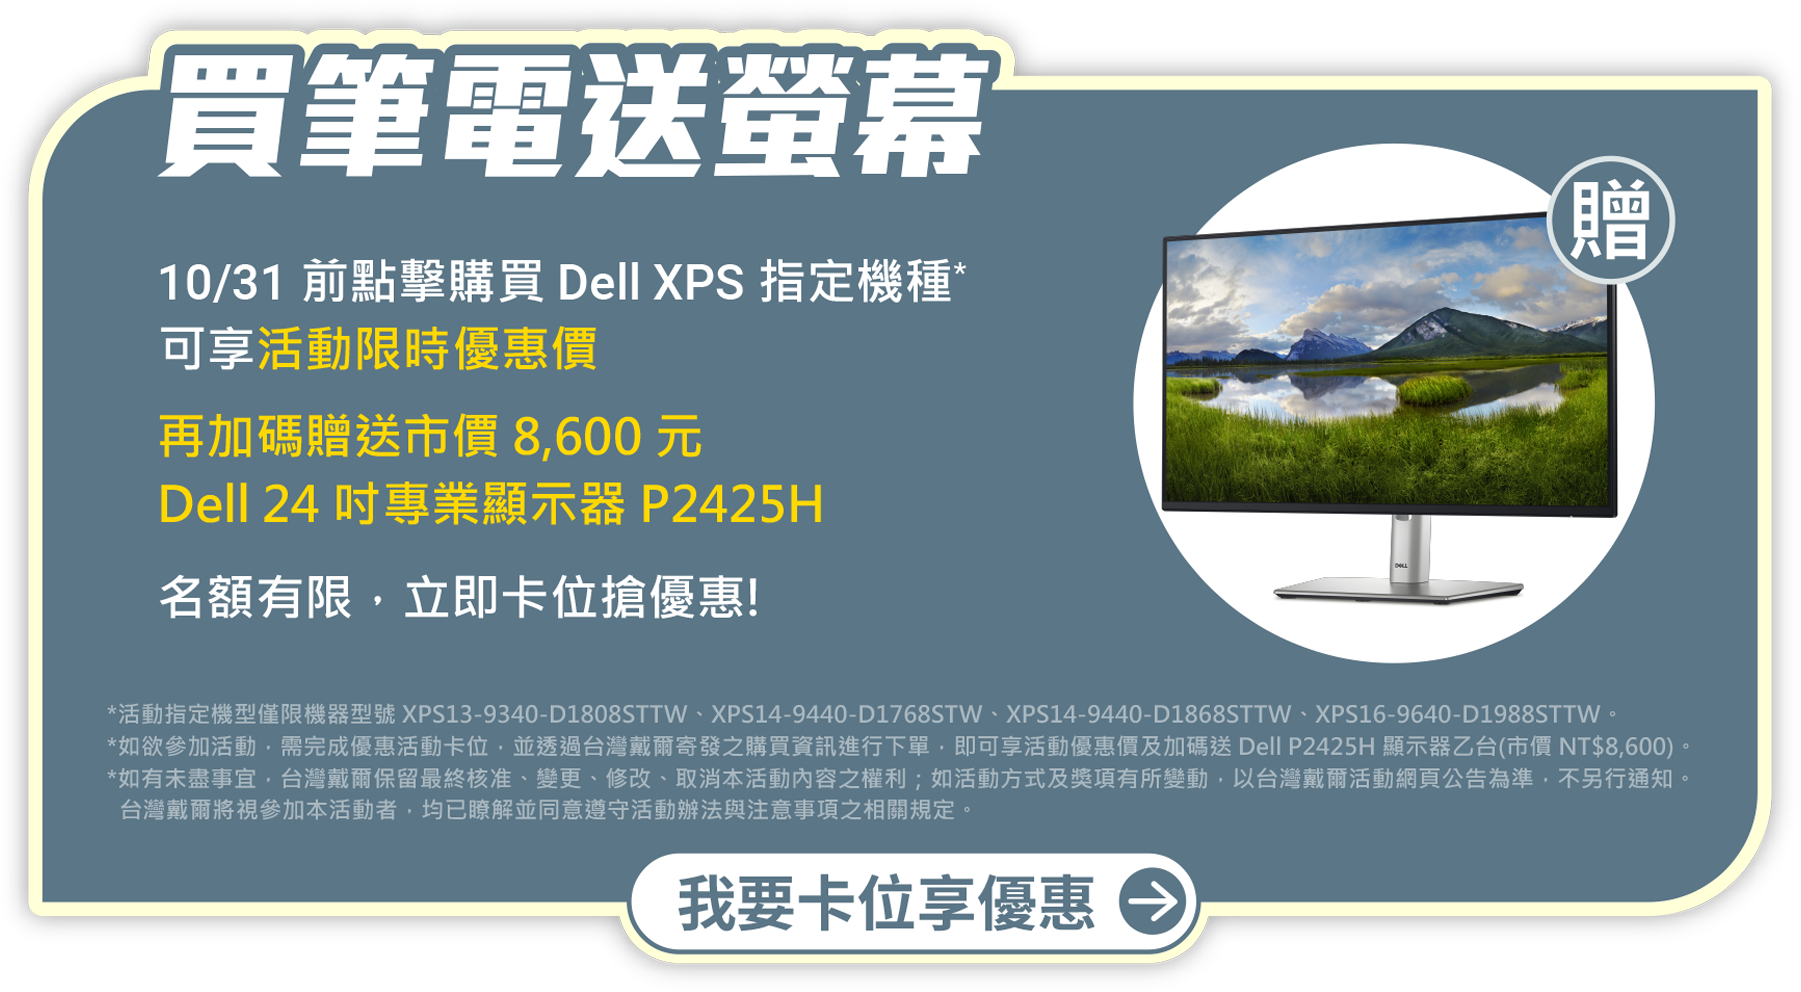 買筆電送螢幕
贈
10/31 前點擊購買 Dell XPS 指定機種*
可享活動限時優惠價
再加碼贈送市價 8,600 元
Dell 24 吋專業顯示器 P2425H
名額有限，立即卡位搶優惠!
DELL
*活動指定機型僅限機器型號 XPS13-9340-D1808STTW、XPS14-9440-D1768STW、XPS14-9440-D1868STTW、XPS16-9640-D1988STTW。
*如欲參加活動，需完成優惠活動卡位，並透過台灣戴爾寄發之購買資訊進行下單，即可享活動優惠價及加碼送 Dell P2425H 顯示器乙台(市價 NT$8,600)。
*如有未盡事宜，台灣戴爾保留最終核准、變更、修改、取消本活動內容之權利；如活動方式及獎項有所變動，以台灣戴爾活動網頁公告為準，不另行通知。
台灣戴爾將視參加本活動者，均已瞭解並同意遵守活動辦法與注意事項之相關規定。
我要卡位享優惠